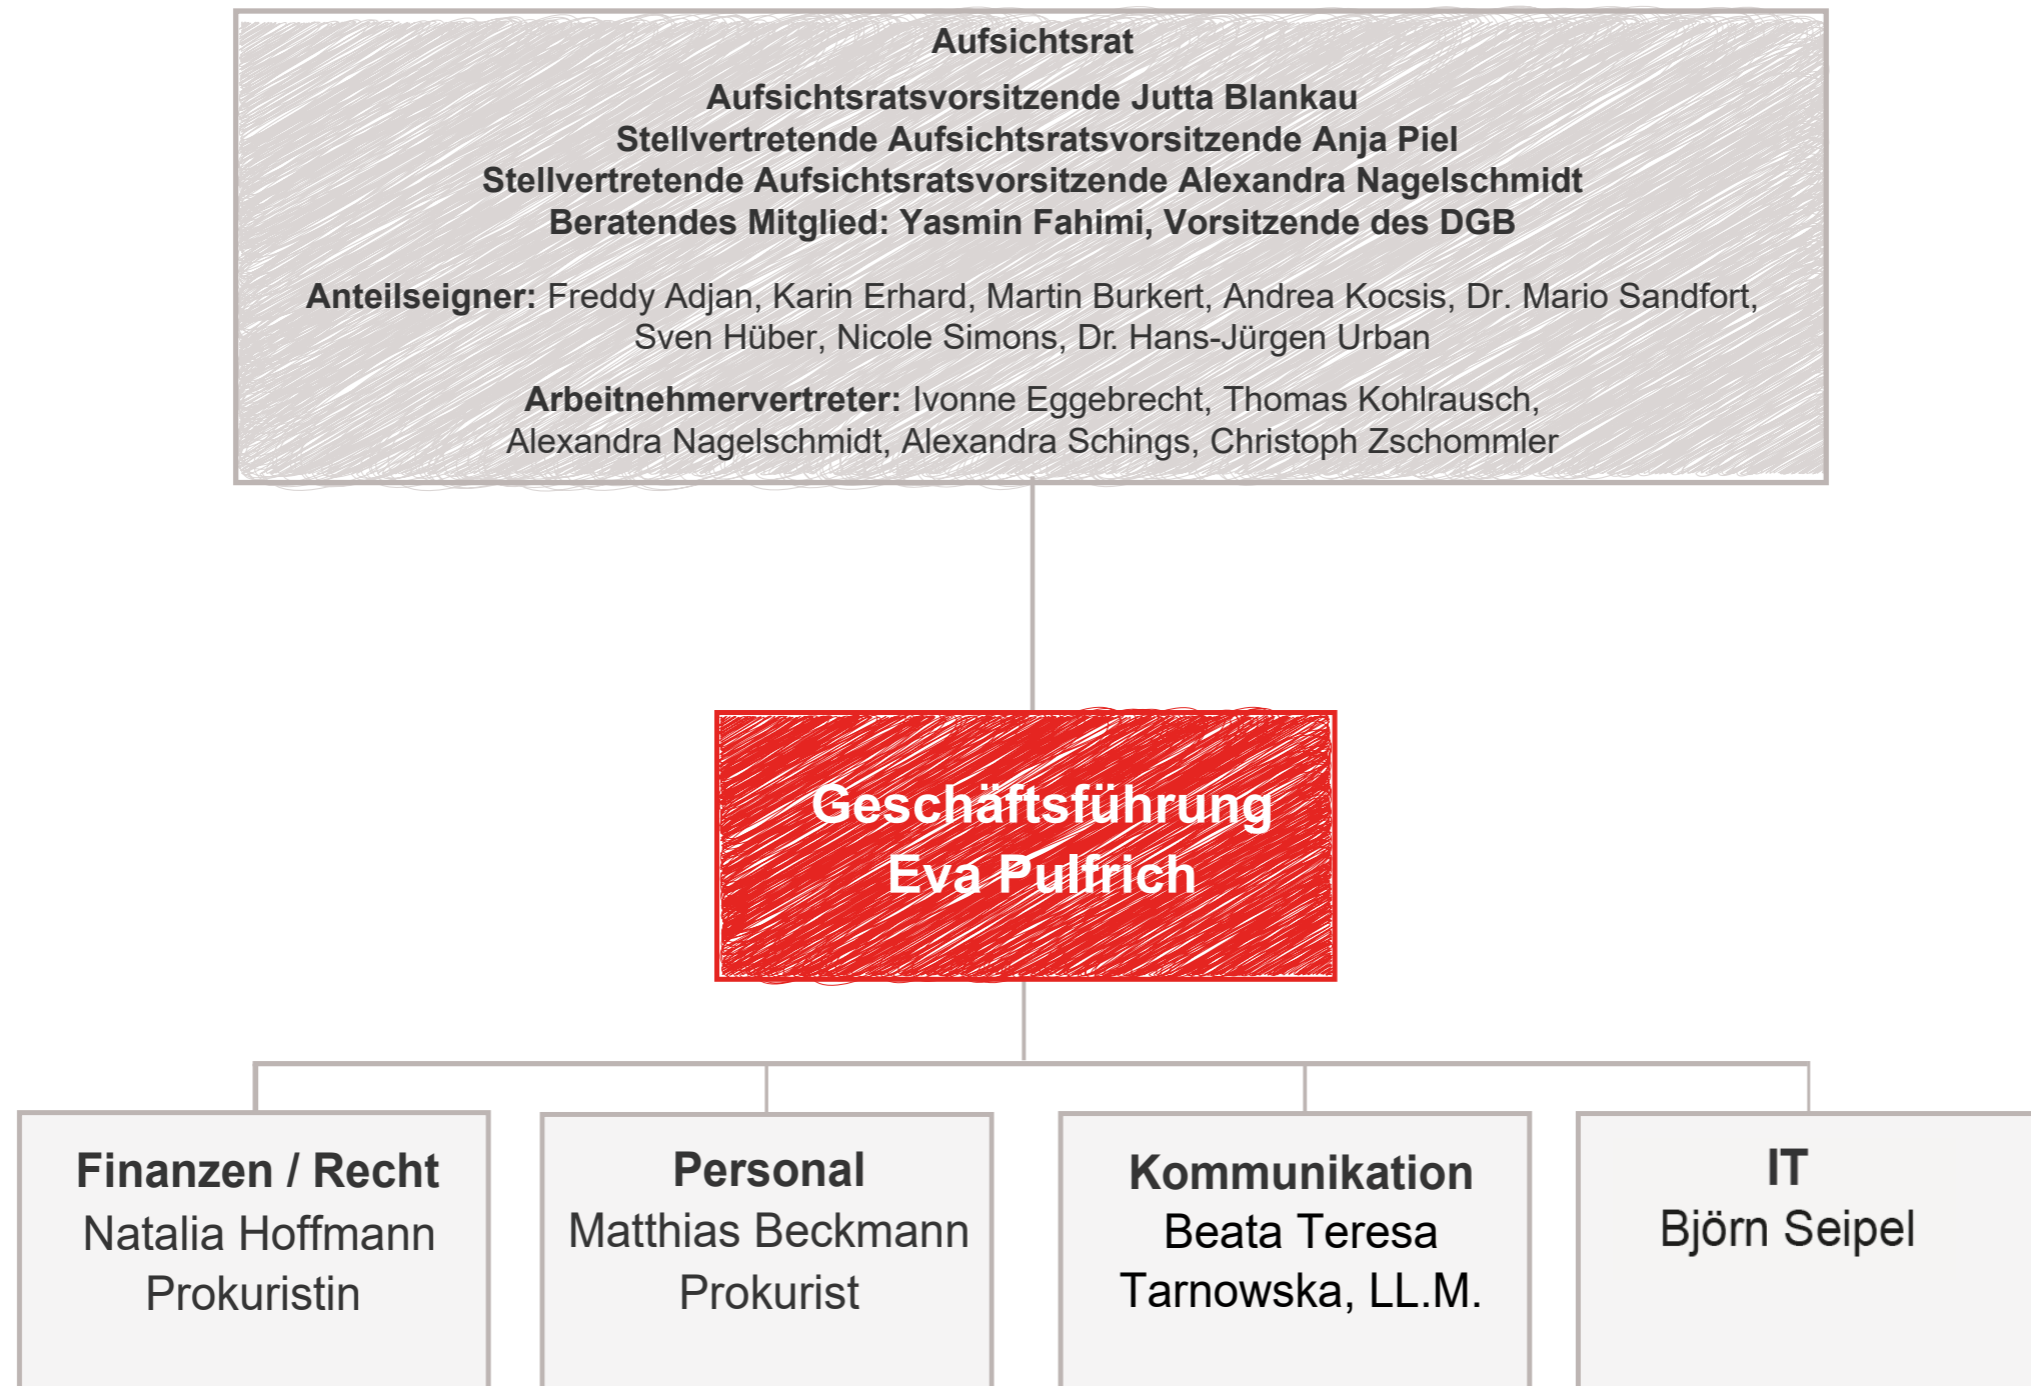 Aufsichtsrat
Aufsichtsratsvorsitzende Jutta Blankau
Stellvertretende Aufsichtsratsvorsitzende Anja Piel
Stellvertretende Aufsichtsratsvorsitzende Alexandra Nagelschmidt
Beratendes Mitglied: Yasmin Fahimi, Vorsitzende des DGB
Anteilseigner: Freddy Adjan, Karin Erhard, Martin Burkert, Andrea Kocsis, Dr. Mario Sandfort,
Sven Hüber, Nicole Simons, Dr. Hans-Jürgen Urban
Arbeitnehmervertreter: Ivonne Eggebrecht, Thomas Kohlrausch,
Alexandra Nagelschmidt, Alexandra Schings, Christoph Zschommler
Geschäftsführung
Eva Pulfrich
Finanzen / Recht
Natalia Hoffmann
Prokuristin
Personal
Matthias Beckmann
Prokurist
Kommunikation
Beata Teresa
Tarnowska, LL.M.
IT
Björn Seipel